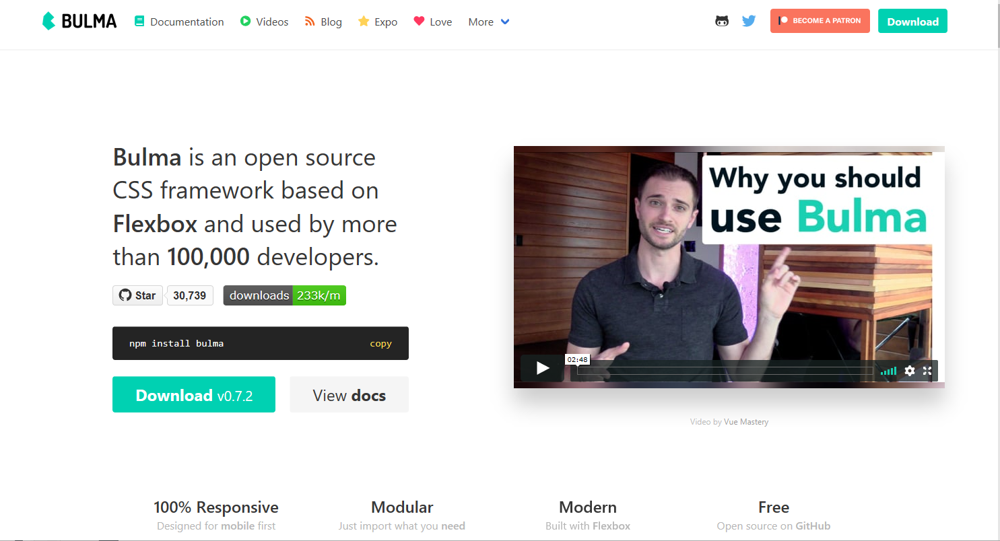 BULMA Documentation Videos Blog Expo Love More BECOME A PATRON Download
Bulma is an open source
CSS framework based on
Flexbox and used by more
than 100,000 developers.
Star 30,739 downloads 233k/m
npm install bulma copy
Download v0.7.2 View docs
Why you should
use Bulma
02:48
Video by Vue Mastery
100% Responsive
Designed for mobile first
Modular
Just import what you need
Modern
Built with Flexbox
Free
Open source on GitHub